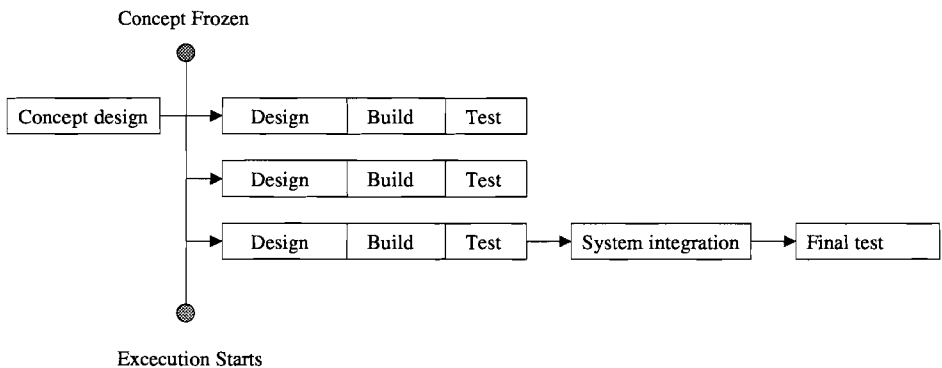 Concept Frozen
Concept design
Design Build Test
Design Build Test
Design Build Test
System integration
Final test
Excecution Starts